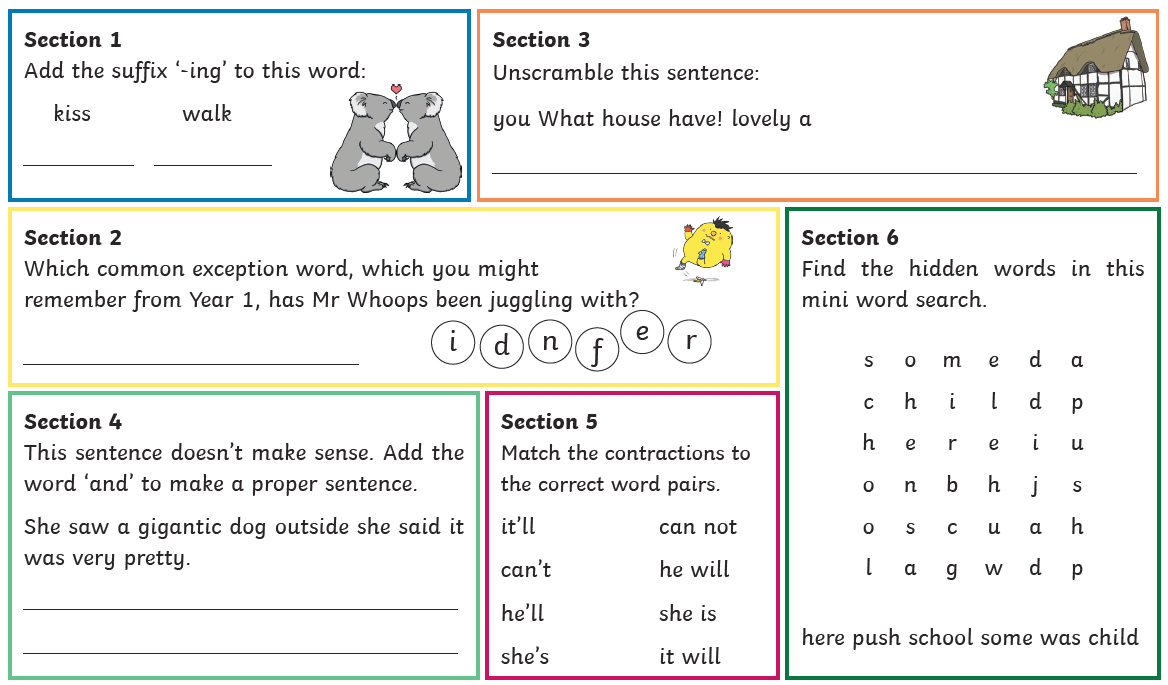 Section 1
Add the suffix ‘-ing’ to this word:
kiss walk
Section 3
Unscramble this sentence:
you What house have! lovely a
Section 2
Which common exception word, which you might
remember from Year 1, has Mr Whoops been juggling with?
i d n f e r
Section 4
This sentence doesn’t make sense. Add the
word ‘and’ to make a proper sentence.
She saw a gigantic dog outside she said it
was very pretty.
Section 5
Match the contractions to
the correct word pairs.
it’ll can not
can’t he will
he’ll she is
she’s it will
Section 6
Find the hidden words in this
mini word search.
s o m e d a
c h i l d p
h e r e i u
o n b h j s
o s c u a h
l a g w d p
here push school some was child